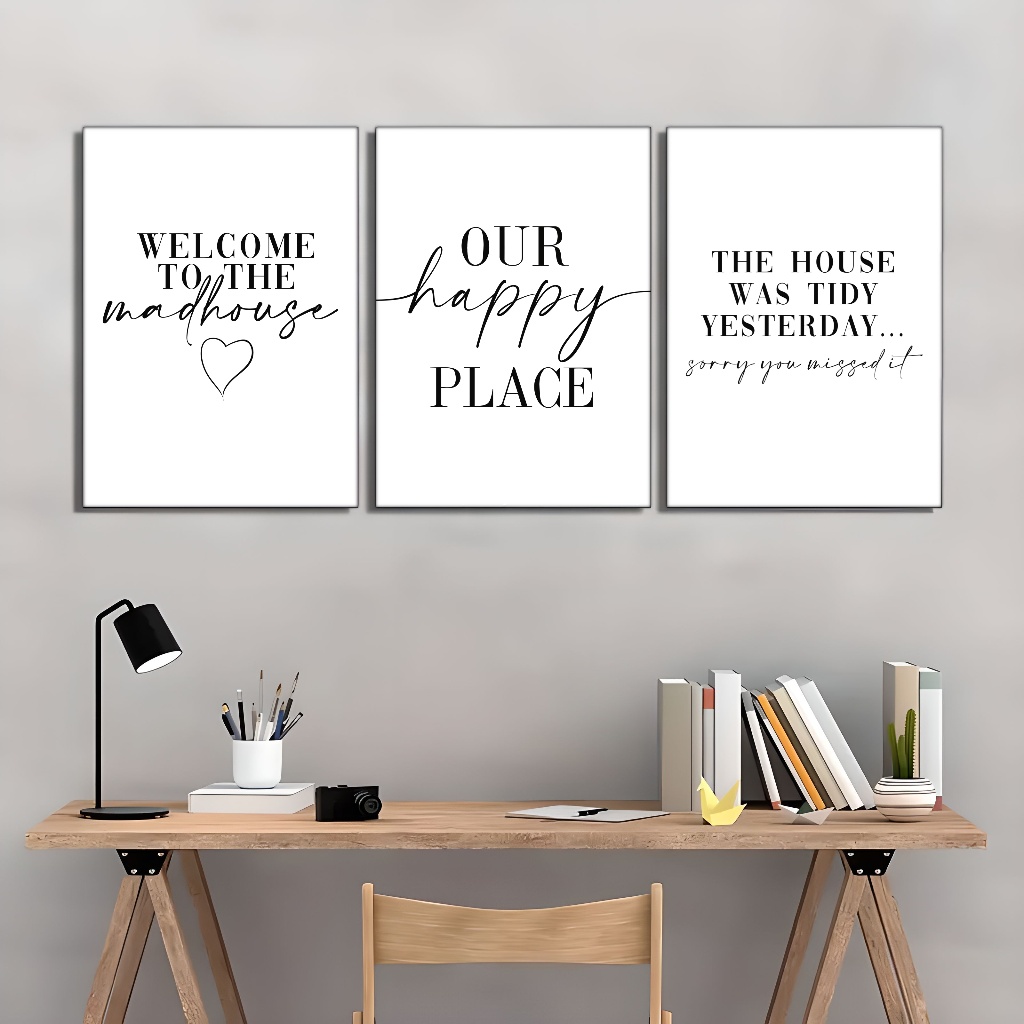 WELCOME
TO THE
madhouse
OUR
happy
PLACE
THE HOUSE
WAS TIDY
YESTERDAY...
sorry you missed it